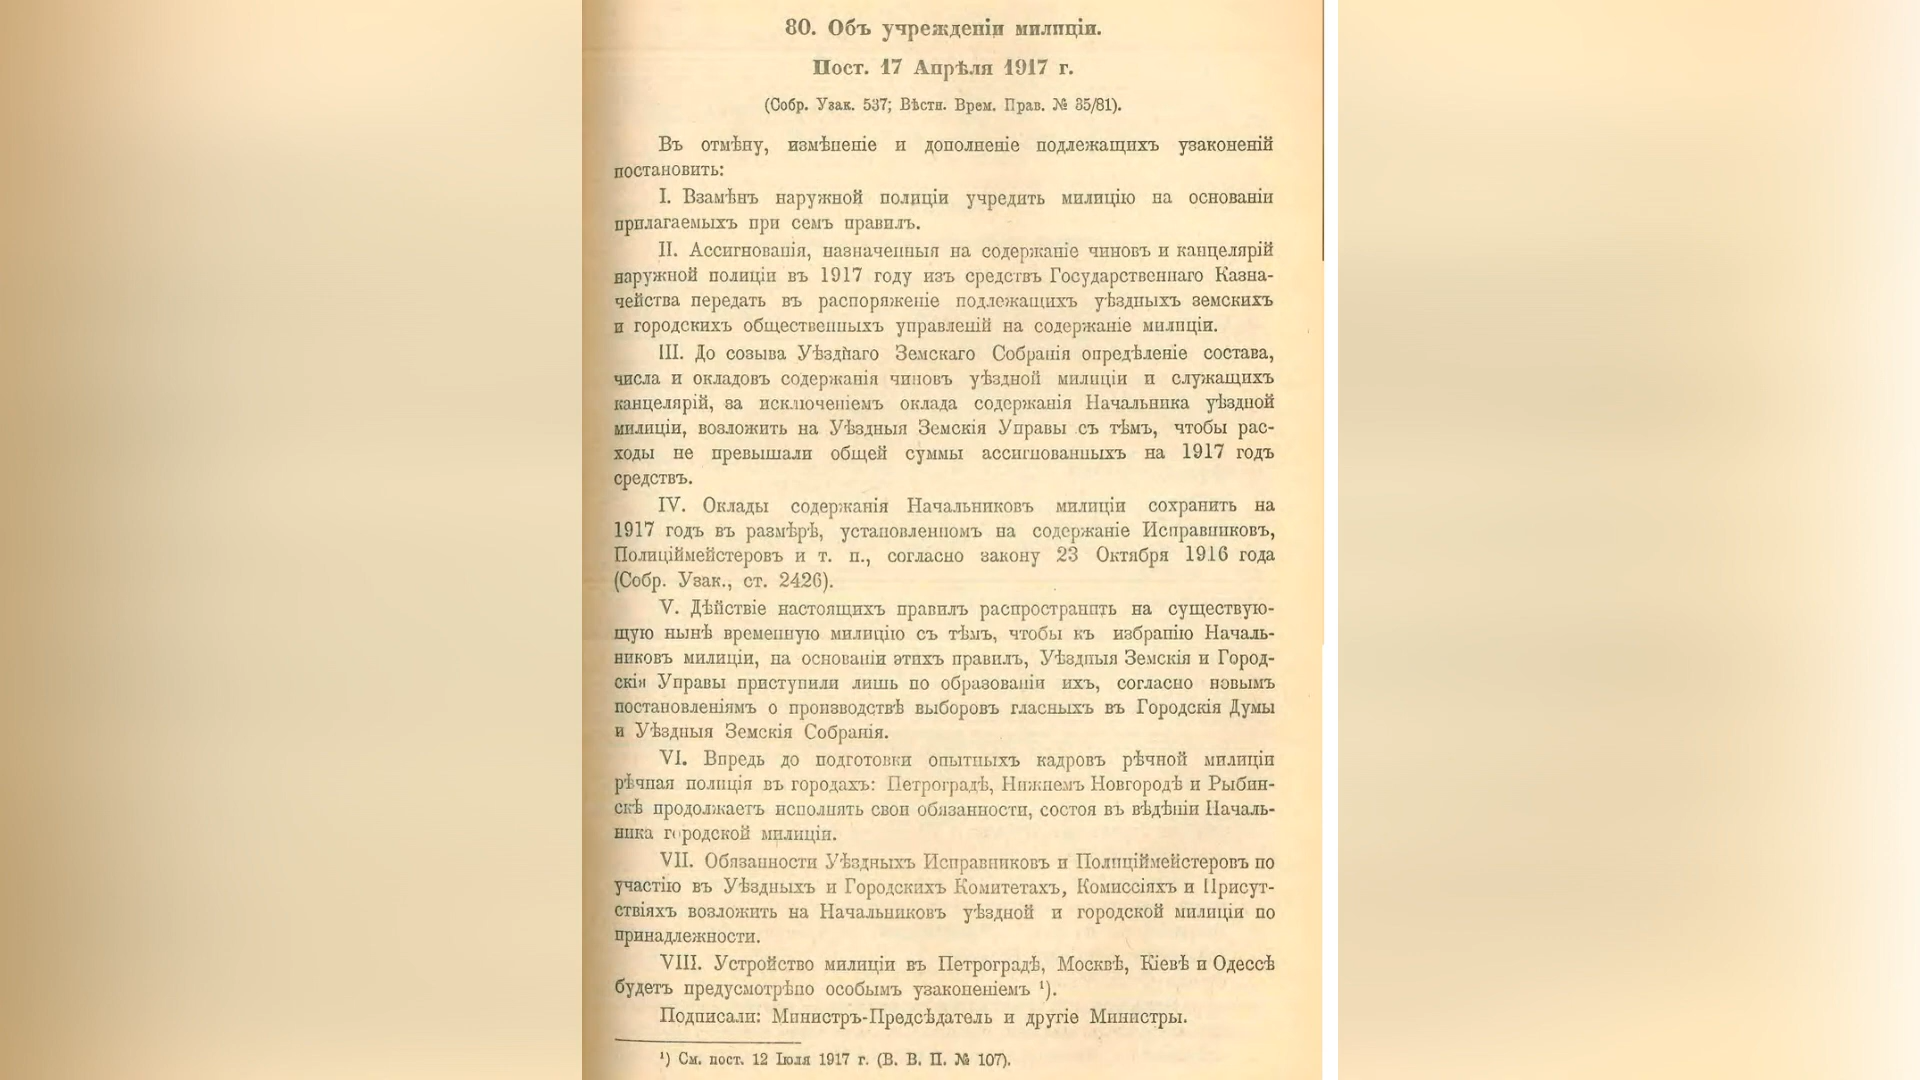 80. Объ учрежденіи милиціи.
Пост. 17 Апрѣля 1917 г.
(Собр. Узак. 537; Вѣстн. Врем. Прав. № 35/81).
Въ отмѣну, измѣненіе и дополненіе подлежащихъ узаконеній
постановить:
I. Взамѣнъ наружной полиціи учредить милицію на основаніи
прилагаемыхъ при семъ правилъ.
II. Ассигнованія, назначенныя на содержаніе чиновъ и канцелярій
наружной полиціи въ 1917 году изъ средствъ Государственнаго Казна-
чейства передать въ распоряженіе подлежащихъ уѣздныхъ земскихъ
и городскихъ общественныхъ управленій на содержаніе милиціи.
III. До созыва Уѣзднаго Земскаго Собранія опредѣленіе состава,
числа и окладовъ содержанія чиновъ уѣздной милиціи и служащихъ
канцелярій, за исключеніемъ оклада содержанія Начальника уѣздной
милиціи, возложить на Уѣздныя Земскія Управы съ тѣмъ, чтобы рас-
ходы не превышали общей суммы ассигнованныхъ на 1917 годъ
средствъ.
IV. Оклады содержанія Начальниковъ милиціи сохранить на
1917 годъ въ размѣрѣ, установленномъ на содержаніе Исправниковъ,
Полиціймейстеровъ и т. п., согласно закону 23 Октября 1916 года
(Собр. Узак., ст. 2426).
V. Дѣйствіе настоящихъ правилъ распространить на существую-
щую нынѣ временную милицію съ тѣмъ, чтобы къ избранію Началь-
никовъ милиціи, на основаніи этихъ правилъ, Уѣздныя Земскія и Город-
скія Управы приступили лишь по образованіи ихъ, согласно новымъ
постановленіямъ о производствѣ выборовъ гласныхъ въ Городскія Думы
и Уѣздныя Земскія Собранія.
VI. Впредь до подготовки опытныхъ кадровъ рѣчной милиціи
рѣчная полиція въ городахъ: Петроградѣ, Нижнемъ Новгородѣ и Рыбин-
скѣ продолжаетъ исполнять свои обязанности, состоя въ вѣдѣніи Началь-
ника городской милиціи.
VII. Обязанности Уѣздныхъ Исправниковъ и Полиціймейстеровъ по
участію въ Уѣздныхъ и Городскихъ Комитетахъ, Комиссіяхъ и Присут-
ствіяхъ возложить на Начальниковъ уѣздной и городской милиціи по
принадлежности.
VIII. Устройство милиціи въ Петроградѣ, Москвѣ, Кіевѣ и Одессѣ
будетъ предусмотрѣно особымъ узаконеніемъ ¹).
Подписали: Министръ-Предсѣдатель и другіе Министры.
¹) См. пост. 12 Іюля 1917 г. (В. В. П. № 107).